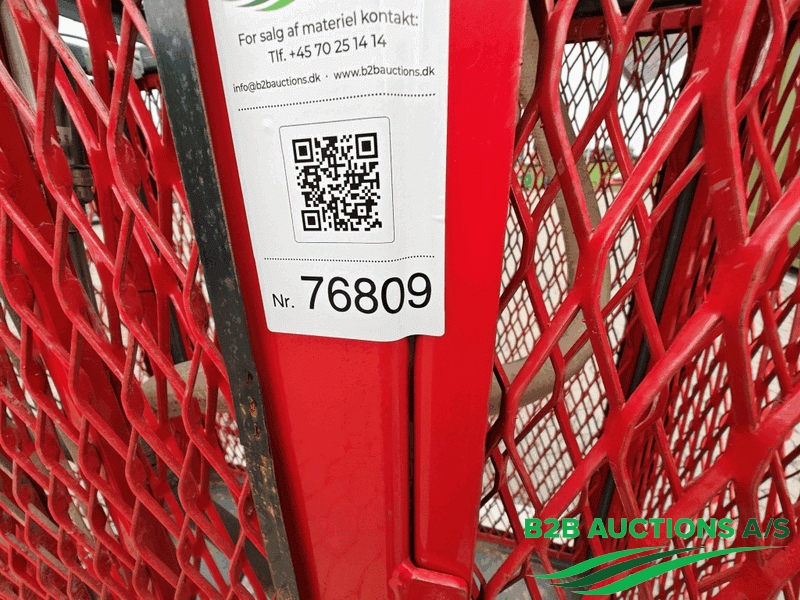 For salg af materiel kontakt:
Tlf. +45 70 25 14 14
info@b2bauctions.dk · www.b2bauctions.dk
Nr. 76809
B2B AUCTIONS A/S